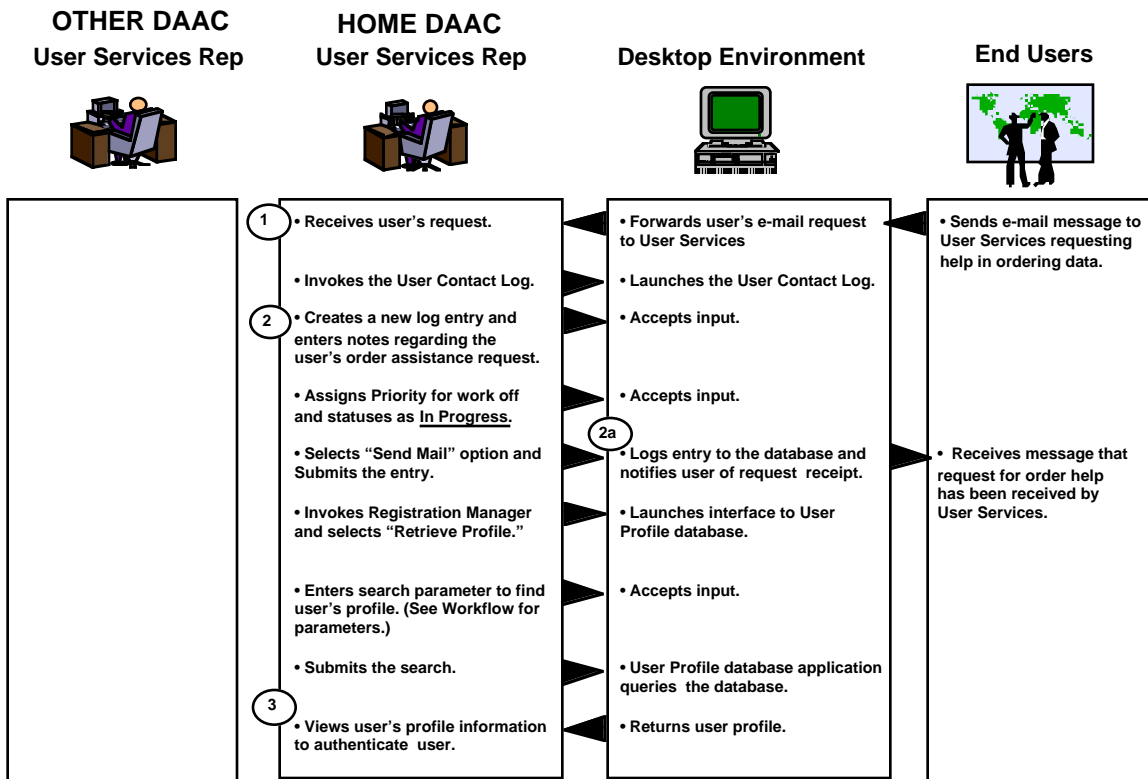 OTHER DAAC
User Services Rep
HOME DAAC
User Services Rep
Desktop Environment
End Users
1
• Receives user’s request.
• Forwards user’s e-mail request
to User Services
• Sends e-mail message to
User Services requesting
help in ordering data.
• Invokes the User Contact Log.
• Launches the User Contact Log.
2
• Creates a new log entry and
enters notes regarding the
user’s order assistance request.
• Accepts input.
• Assigns Priority for work off
and statuses as In Progress.
• Accepts input.
2a
• Selects “Send Mail” option and
Submits the entry.
• Logs entry to the database and
notifies user of request receipt.
• Receives message that
request for order help
has been received by
User Services.
• Invokes Registration Manager
and selects “Retrieve Profile.”
• Launches interface to User
Profile database.
• Enters search parameter to find
user’s profile. (See Workflow for
parameters.)
• Accepts input.
• Submits the search.
• User Profile database application
queries the database.
3
• Views user’s profile information
to authenticate user.
• Returns user profile.